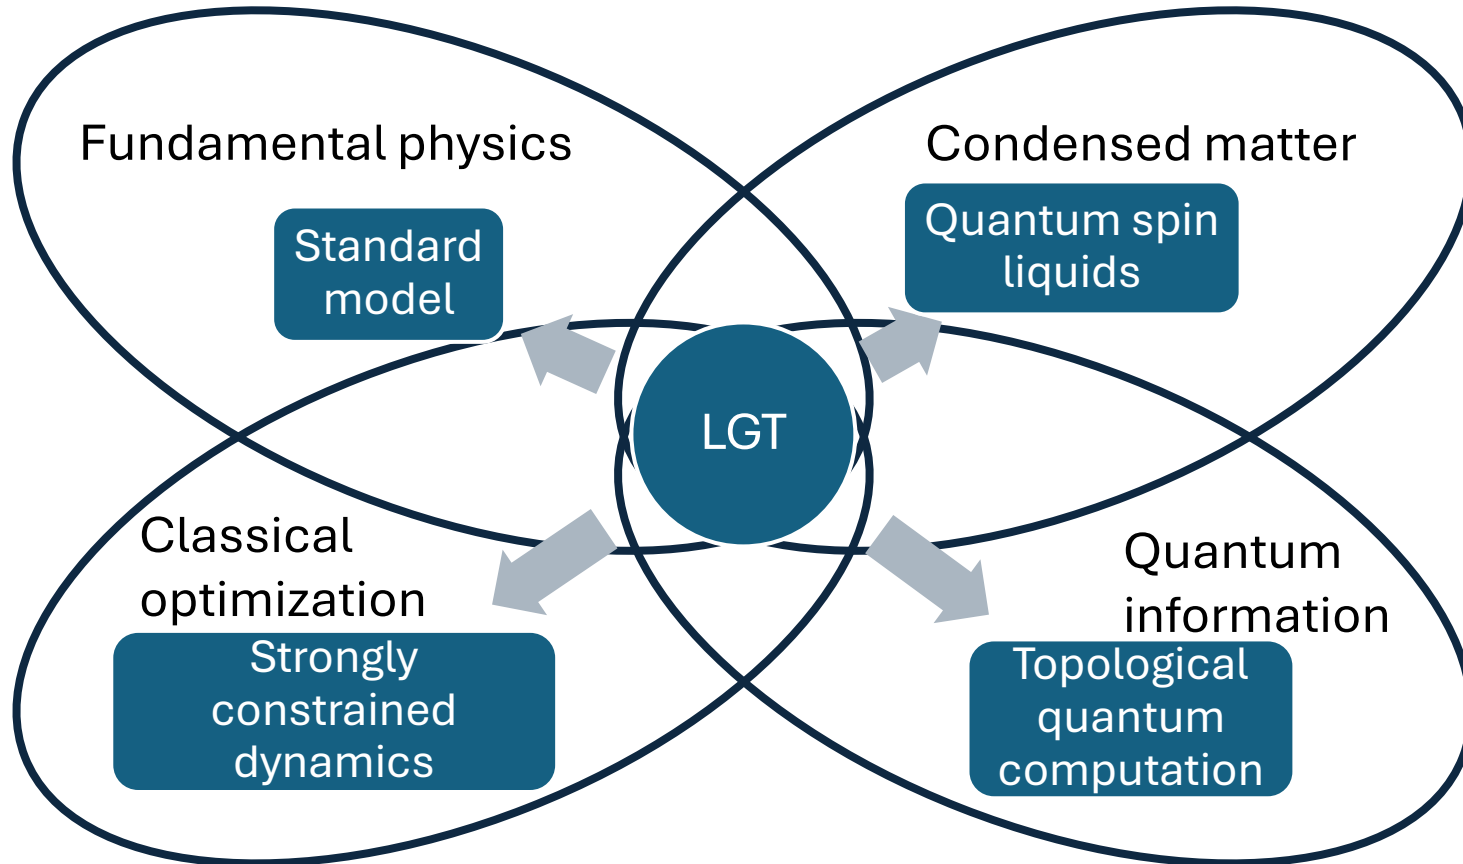 Fundamental physics
Standard
model
Condensed matter
Quantum spin
liquids
LGT
Classical
optimization
Strongly
constrained
dynamics
Quantum
information
Topological
quantum
computation